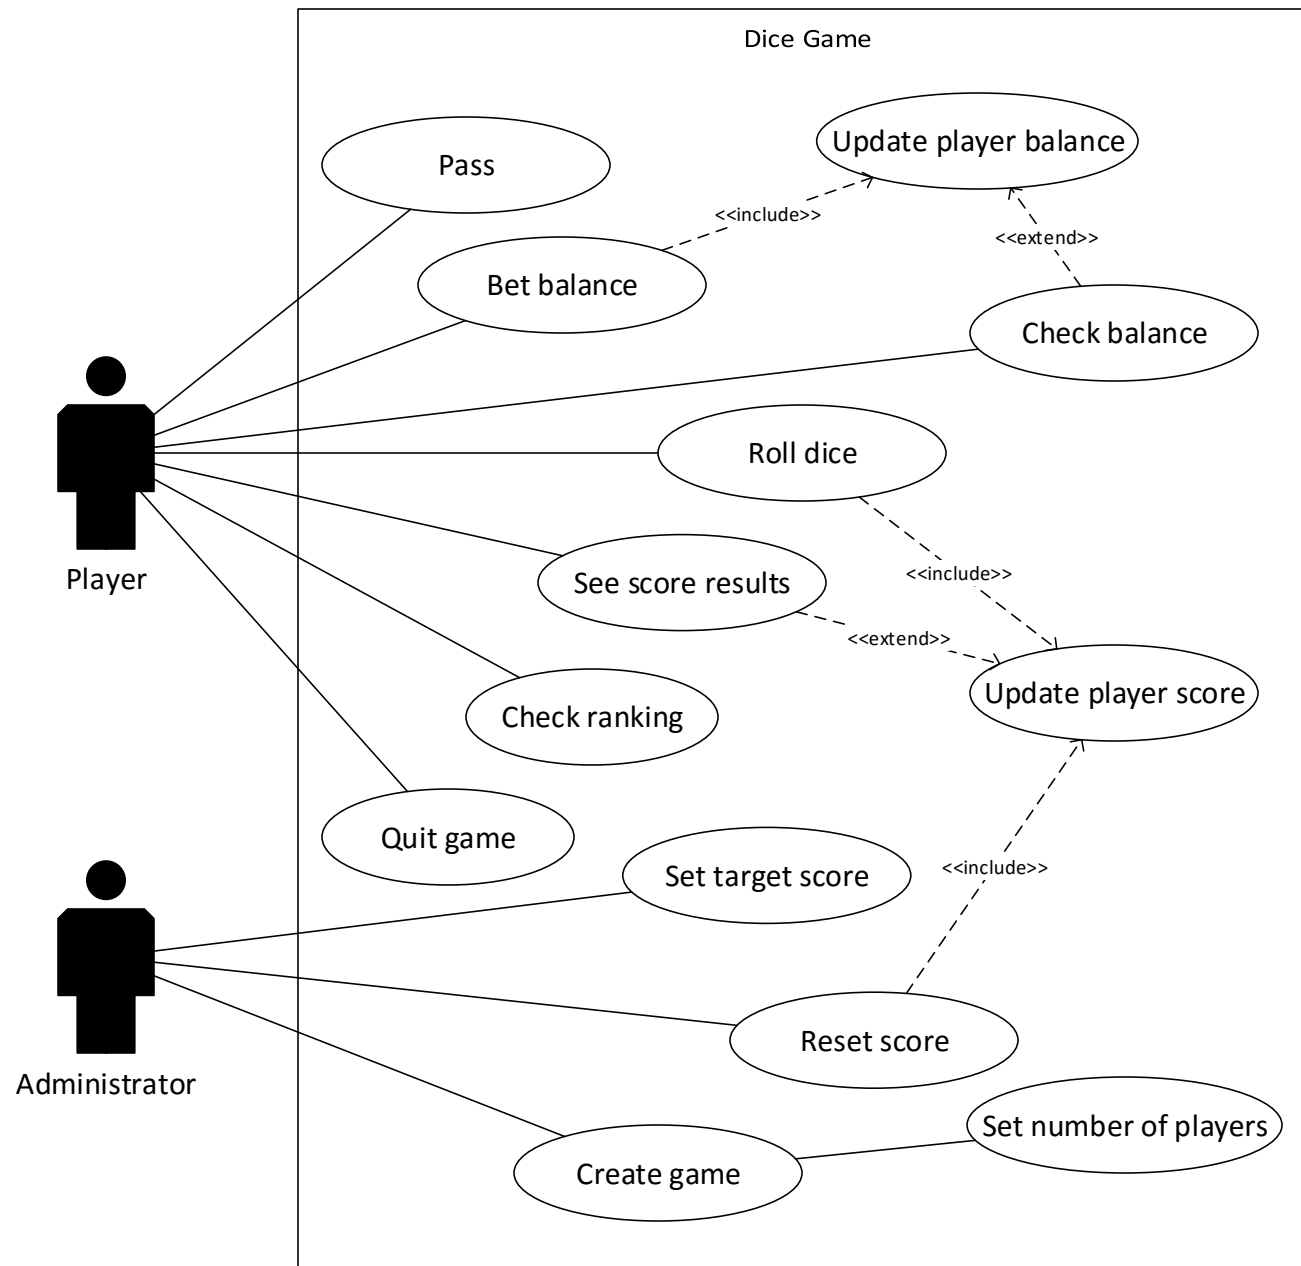 Dice Game
Pass
Update player balance
<<include>>
<<extend>>
Bet balance
Check balance
Roll dice
Player
See score results
<<include>>
<<extend>>
Update player score
Check ranking
Quit game
Set target score
<<include>>
Reset score
Administrator
Set number of players
Create game